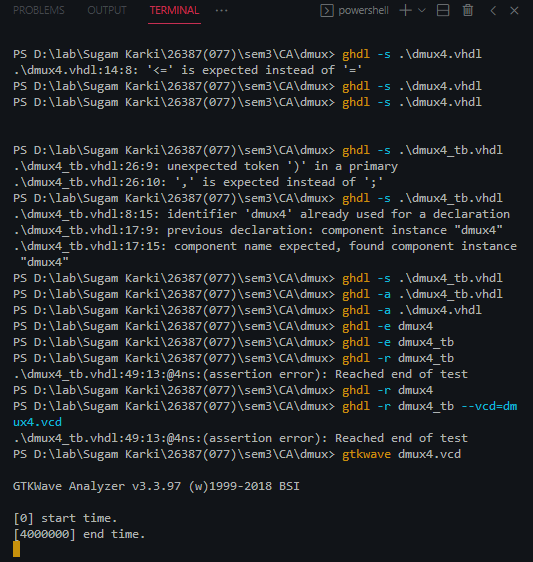 PROBLEMS OUTPUT TERMINAL ··· powershell
PS D:\lab\Sugam Karki\26387(077)\sem3\CA\dmux> ghdl -s .\dmux4.vhdl
.\dmux4.vhdl:14:8: '<=' is expected instead of '='
PS D:\lab\Sugam Karki\26387(077)\sem3\CA\dmux> ghdl -s .\dmux4.vhdl
PS D:\lab\Sugam Karki\26387(077)\sem3\CA\dmux> ghdl -s .\dmux4.vhdl
PS D:\lab\Sugam Karki\26387(077)\sem3\CA\dmux> ghdl -s .\dmux4_tb.vhdl
.\dmux4_tb.vhdl:26:9: unexpected token ')' in a primary
.\dmux4_tb.vhdl:26:10: ',' is expected instead of ';'
PS D:\lab\Sugam Karki\26387(077)\sem3\CA\dmux> ghdl -s .\dmux4_tb.vhdl
.\dmux4_tb.vhdl:8:15: identifier 'dmux4' already used for a declaration
.\dmux4_tb.vhdl:17:9: previous declaration: component instance "dmux4"
.\dmux4_tb.vhdl:17:15: component name expected, found component instance
"dmux4"
PS D:\lab\Sugam Karki\26387(077)\sem3\CA\dmux> ghdl -s .\dmux4_tb.vhdl
PS D:\lab\Sugam Karki\26387(077)\sem3\CA\dmux> ghdl -a .\dmux4_tb.vhdl
PS D:\lab\Sugam Karki\26387(077)\sem3\CA\dmux> ghdl -a .\dmux4.vhdl
PS D:\lab\Sugam Karki\26387(077)\sem3\CA\dmux> ghdl -e dmux4
PS D:\lab\Sugam Karki\26387(077)\sem3\CA\dmux> ghdl -e dmux4_tb
PS D:\lab\Sugam Karki\26387(077)\sem3\CA\dmux> ghdl -r dmux4_tb
.\dmux4_tb.vhdl:49:13:@4ns:(assertion error): Reached end of test
PS D:\lab\Sugam Karki\26387(077)\sem3\CA\dmux> ghdl -r dmux4
PS D:\lab\Sugam Karki\26387(077)\sem3\CA\dmux> ghdl -r dmux4_tb --vcd=dm
ux4.vcd
.\dmux4_tb.vhdl:49:13:@4ns:(assertion error): Reached end of test
PS D:\lab\Sugam Karki\26387(077)\sem3\CA\dmux> gtkwave dmux4.vcd
GTKWave Analyzer v3.3.97 (w)1999-2018 BSI
[0] start time.
[4000000] end time.